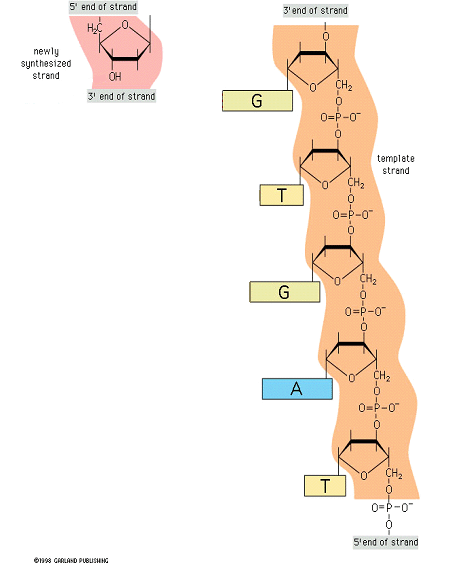 5' end of strand
H₂C
O
newly
synthesized
strand
OH
3' end of strand
3' end of strand
O
O
CH₂
G
O
O=P–O⁻
O
template
strand
O
CH₂
T
O
O=P–O⁻
O
O
CH₂
G
O
O=P–O⁻
O
O
CH₂
A
O
O=P–O⁻
O
O
CH₂
T
O
O=P–O⁻
O
5' end of strand
©1998 GARLAND PUBLISHING